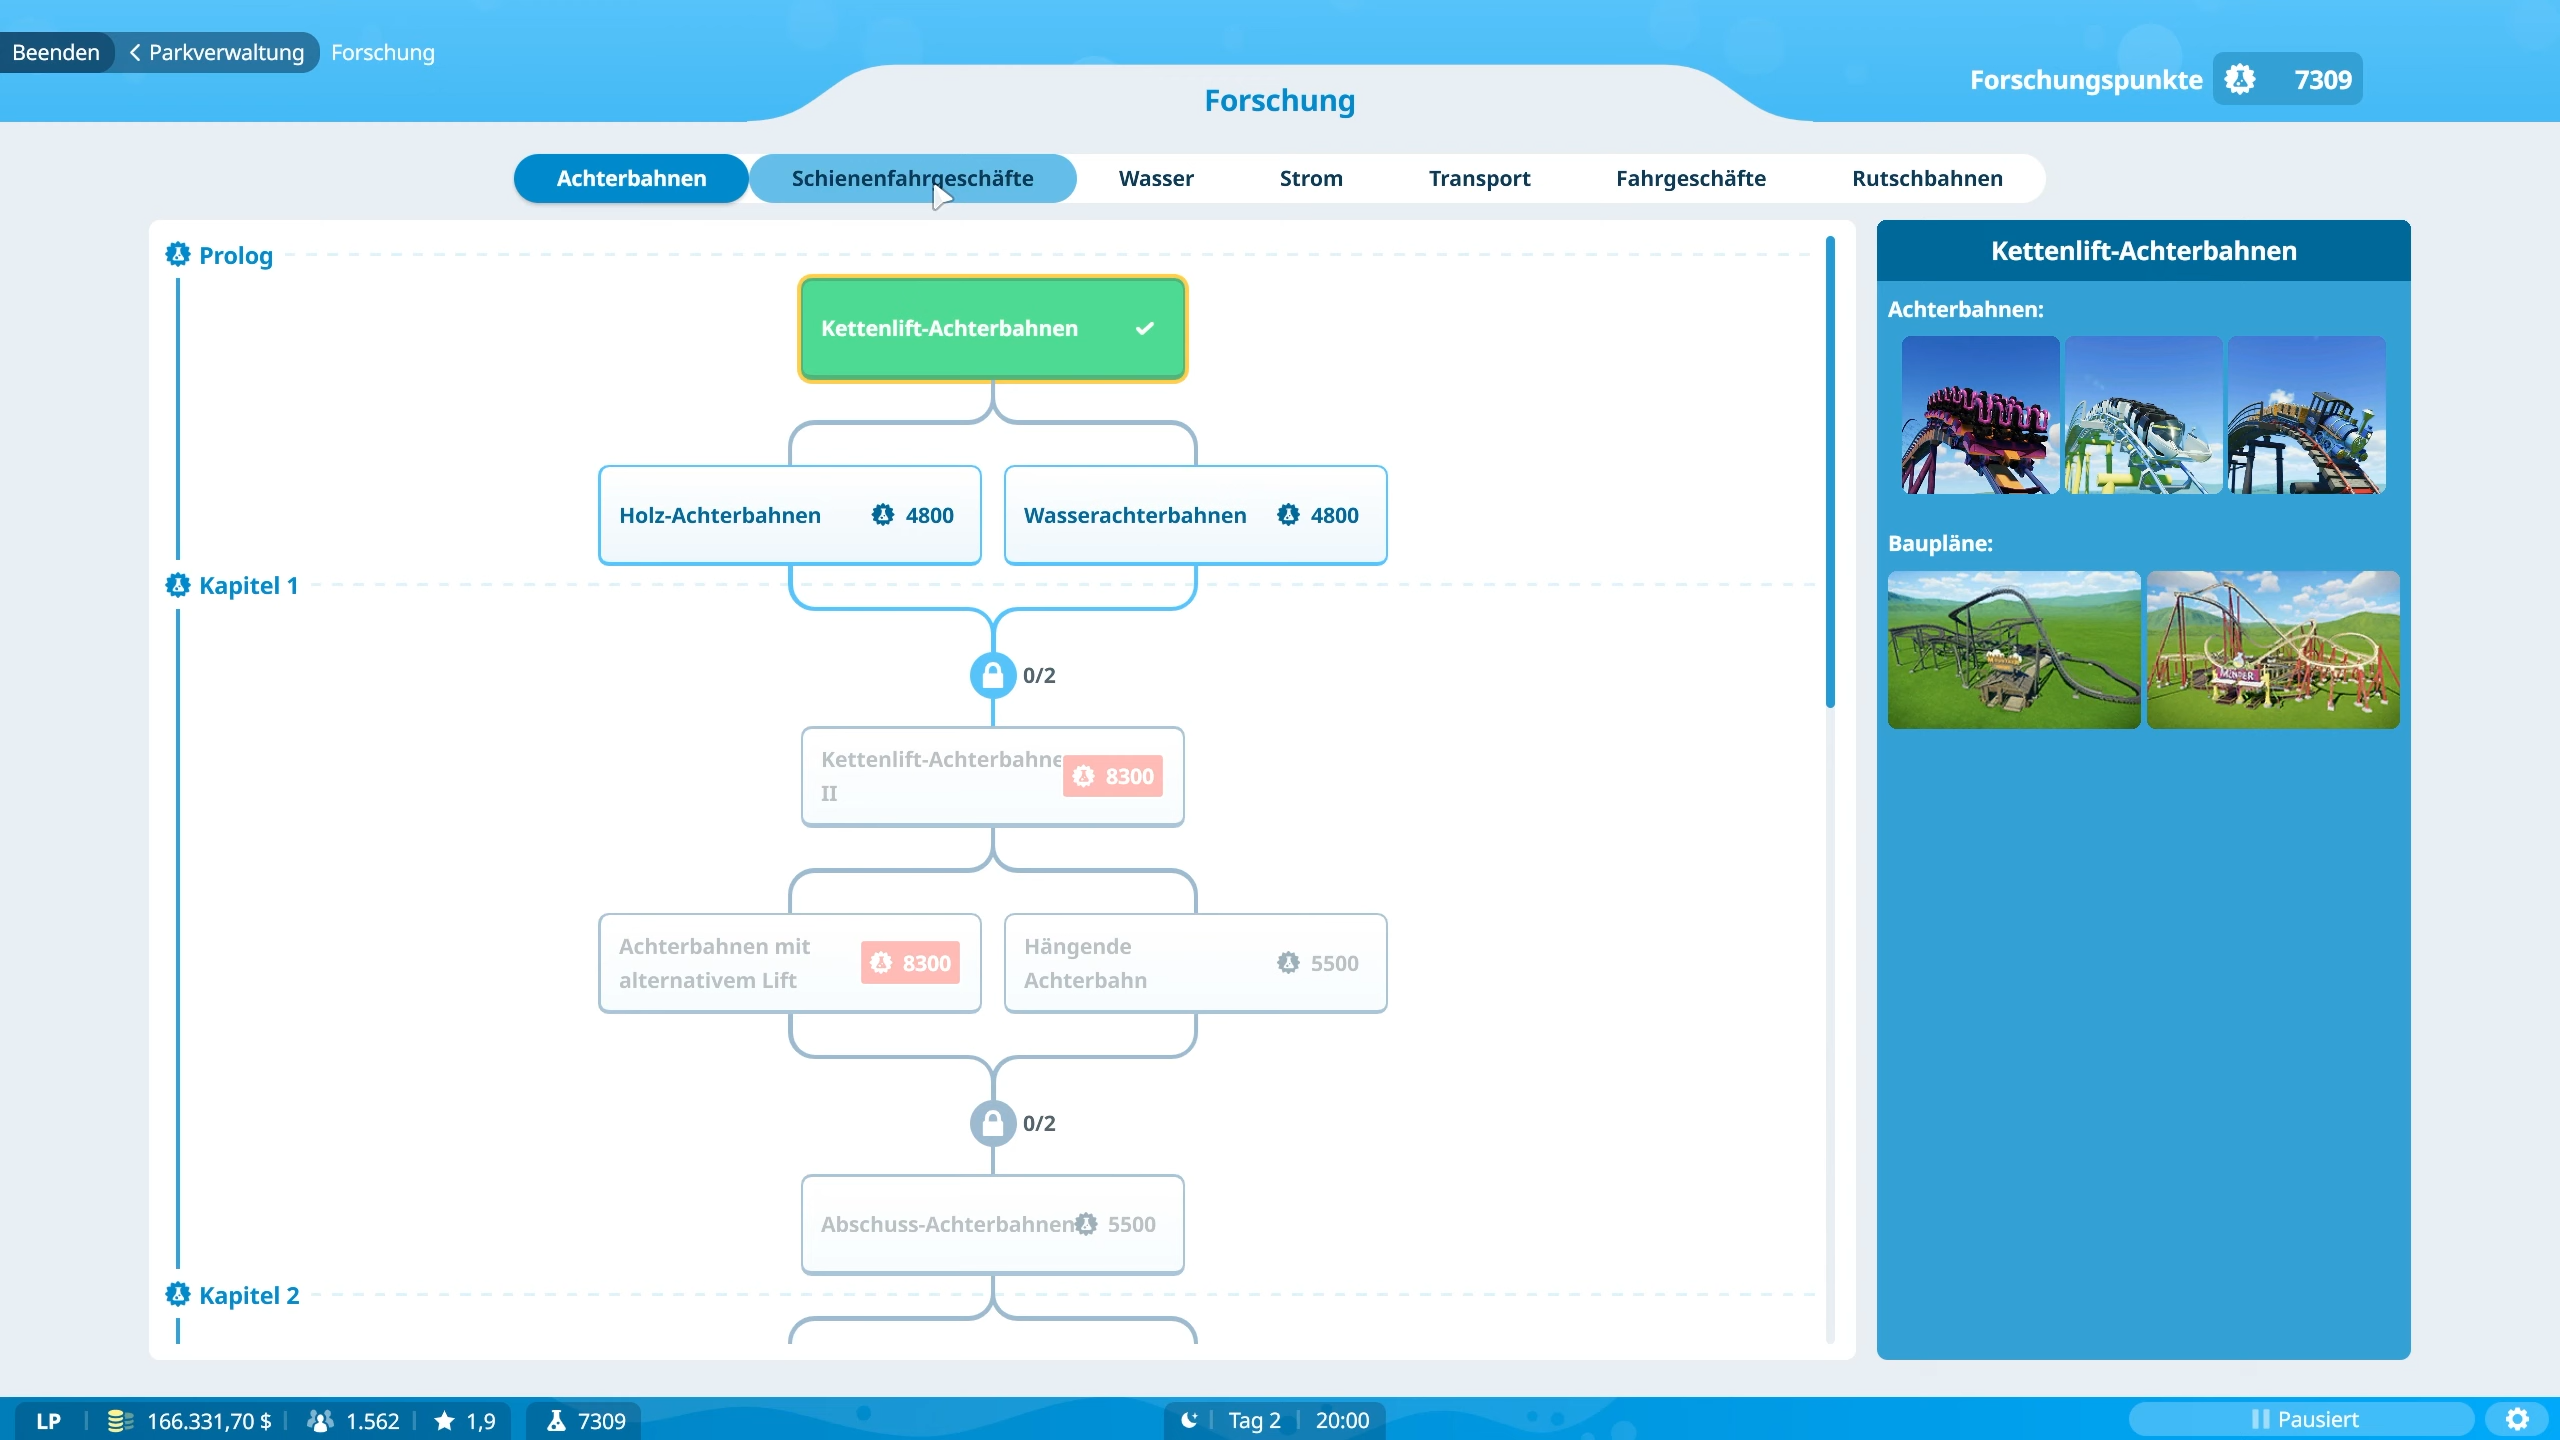 Beenden
Parkverwaltung
Forschung
Forschung
Forschungspunkte 7309
Achterbahnen
Schienenfahrgeschäfte
Wasser
Strom
Transport
Fahrgeschäfte
Rutschbahnen
Prolog
Kettenlift-Achterbahnen
Holz-Achterbahnen 4800
Wasserachterbahnen 4800
Kapitel 1
0/2
Kettenlift-Achterbahne
II
8300
Achterbahnen mit
alternativem Lift
8300
Hängende
Achterbahn
5500
0/2
Abschuss-Achterbahnen 5500
Kapitel 2
Kettenlift-Achterbahnen
Achterbahnen:
Baupläne:
LP
166.331,70 $
1.562
1,9
7309
Tag 2
20:00
Pausiert